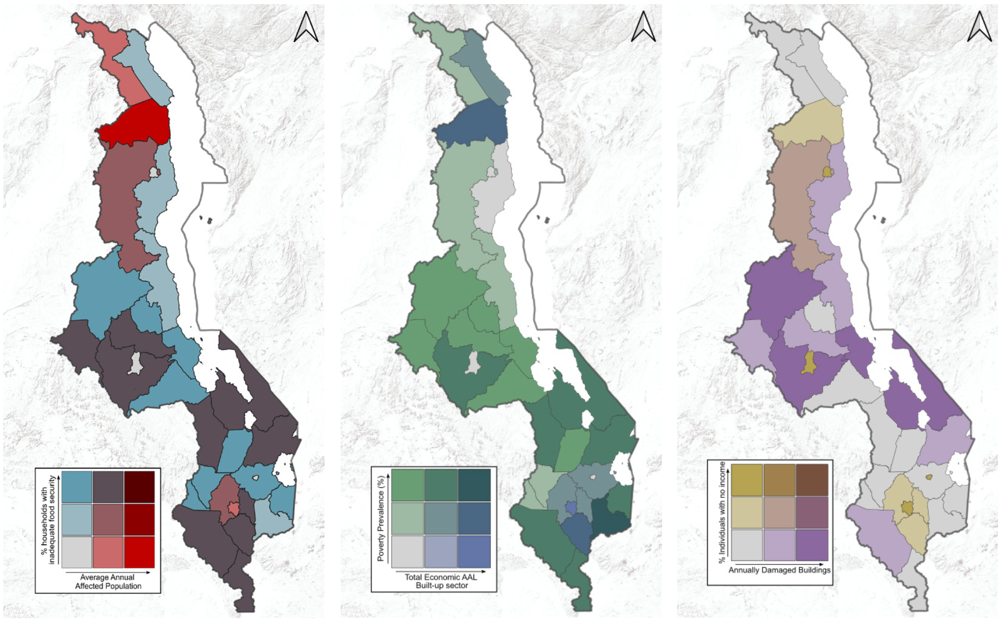 % households with
inadequate food security
Average Annual
Affected Population
Poverty Prevalence (%)
Total Economic AAL
Built-up sector
% Individuals with no income
Annually Damaged Buildings